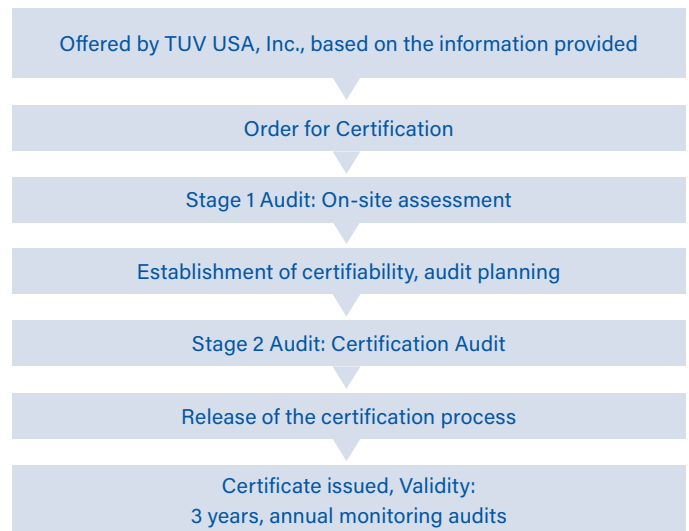 Offered by TUV USA, Inc., based on the information provided
Order for Certification
Stage 1 Audit: On-site assessment
Establishment of certifiability, audit planning
Stage 2 Audit: Certification Audit
Release of the certification process
Certificate issued, Validity:
3 years, annual monitoring audits